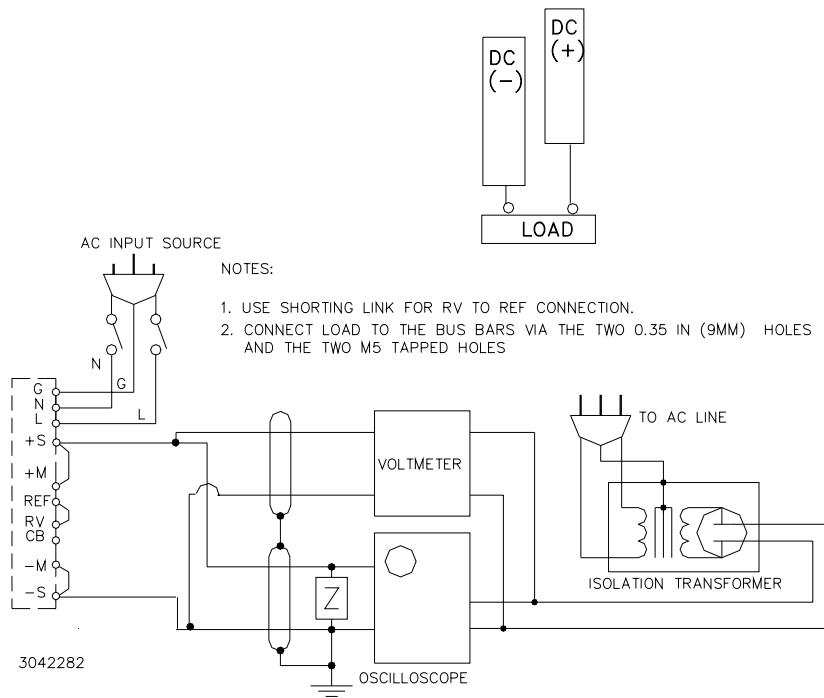 DC
(−)
DC
(+)
LOAD
AC INPUT SOURCE
NOTES:
1. USE SHORTING LINK FOR RV TO REF CONNECTION.
2. CONNECT LOAD TO THE BUS BARS VIA THE TWO 0.35 IN (9MM) HOLES
AND THE TWO M5 TAPPED HOLES
N
G
L
G
N
L
+S
+M
REF
RV
CB
−M
−S
VOLTMETER
TO AC LINE
ISOLATION TRANSFORMER
Z
OSCILLOSCOPE
3042282